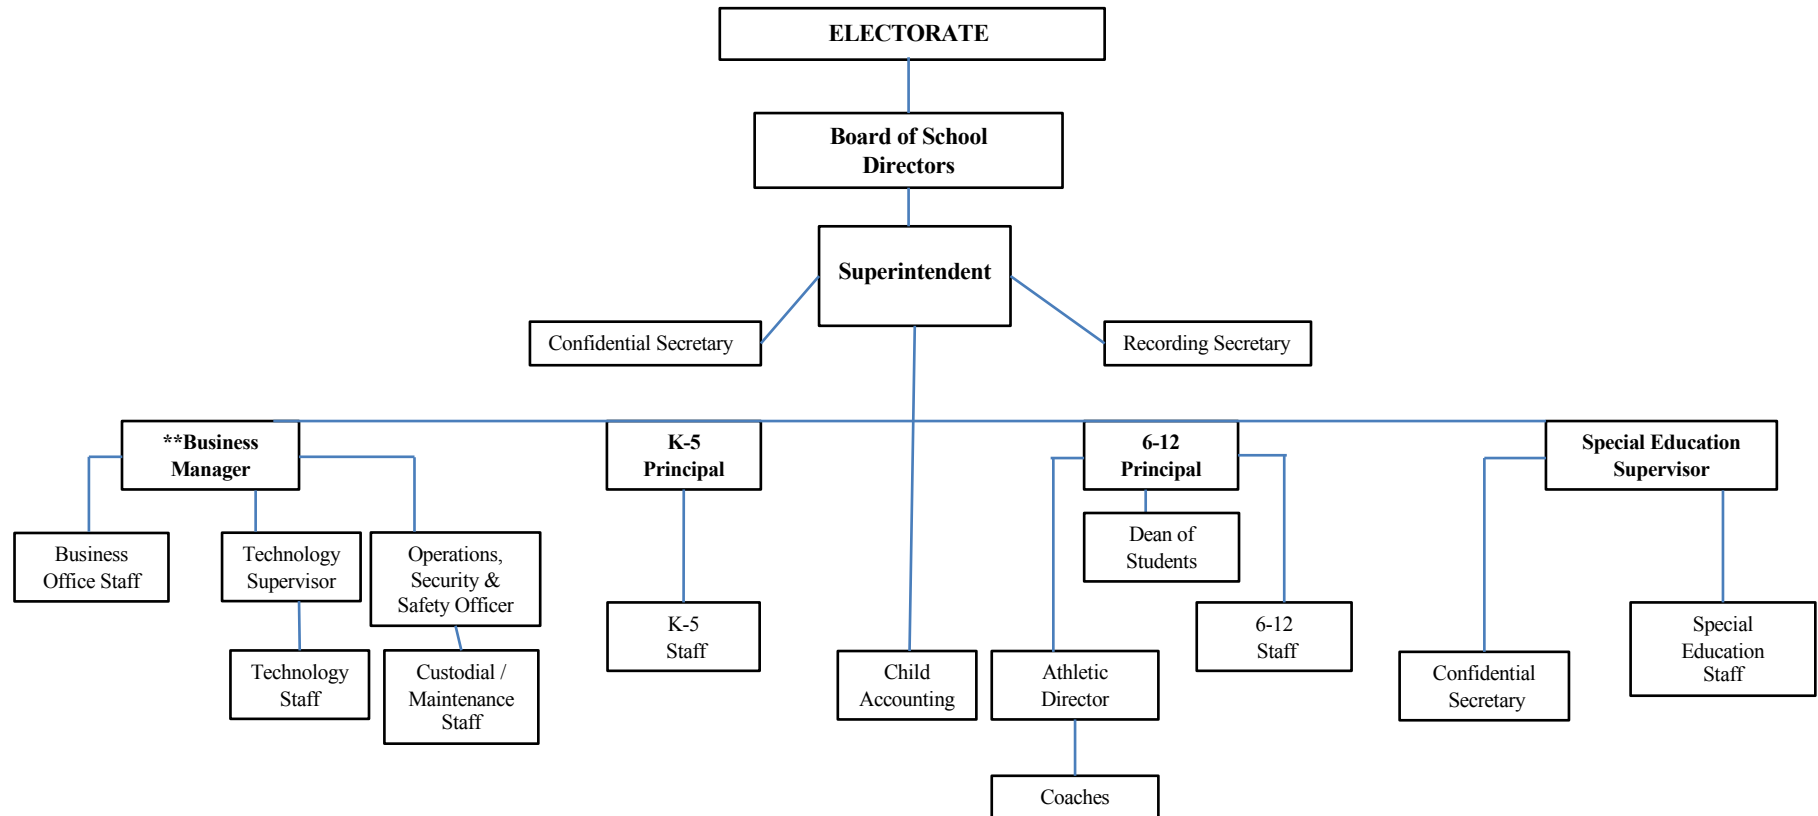 ELECTORATE
Board of School
Directors
Superintendent
Confidential Secretary
Recording Secretary
**Business
Manager
K-5
Principal
6-12
Principal
Special Education
Supervisor
Business
Office Staff
Technology
Supervisor
Operations,
Security &
Safety Officer
Dean of
Students
K-5
Staff
6-12
Staff
Special
Education
Staff
Technology
Staff
Custodial /
Maintenance
Staff
Child
Accounting
Athletic
Director
Confidential
Secretary
Coaches